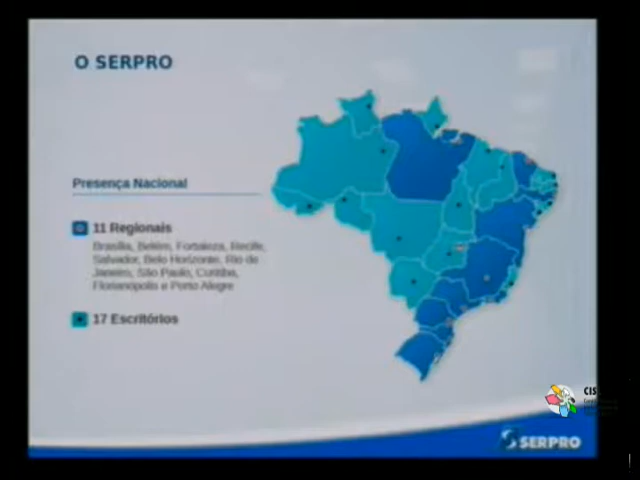 O SERPRO
Presença Nacional
11 Regionais
Brasília, Belém, Fortaleza, Recife,
Salvador, Belo Horizonte, Rio de
Janeiro, São Paulo, Curitiba,
Florianópolis e Porto Alegre
17 Escritórios
CIS
SERPRO